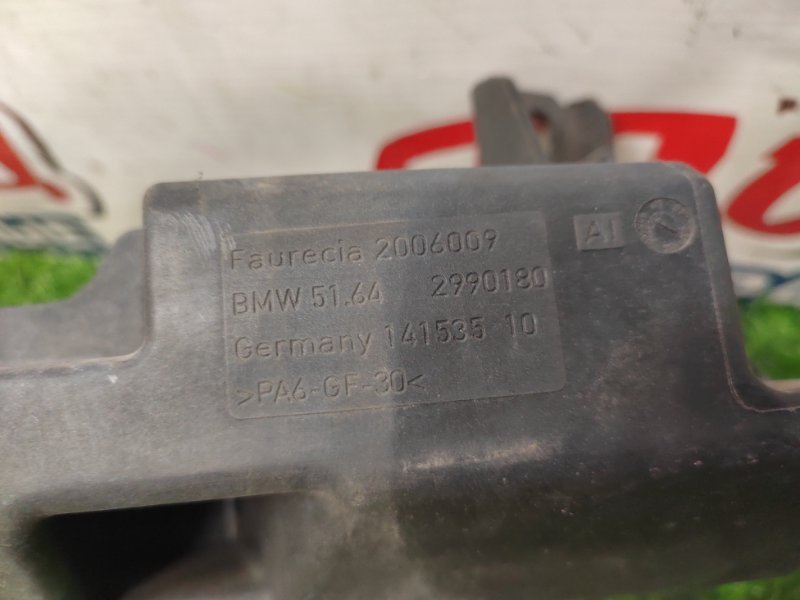 Faurecia 2006009
BMW 51.64 2990180
Germany 141535 10
>PA6-GF-30<
AI